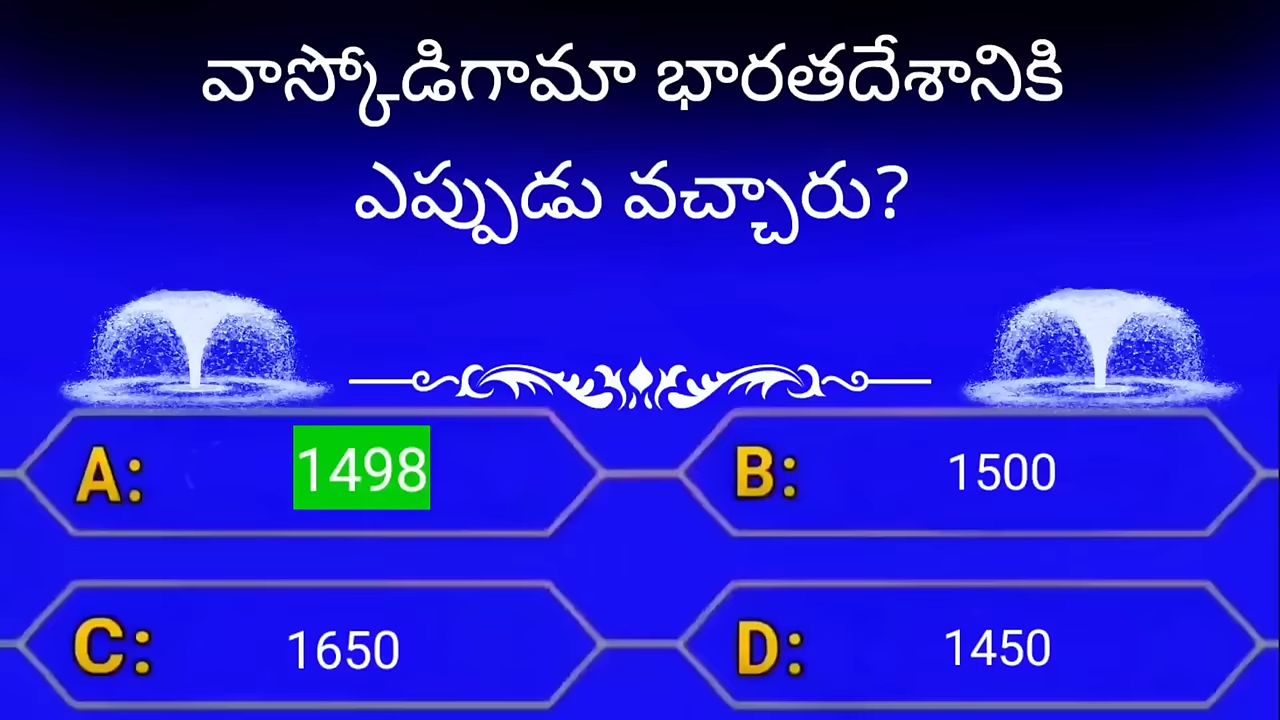 వాస్కోడిగామా భారతదేశానికి
ఎప్పుడు వచ్చారు?
A: 1498
B: 1500
C: 1650
D: 1450